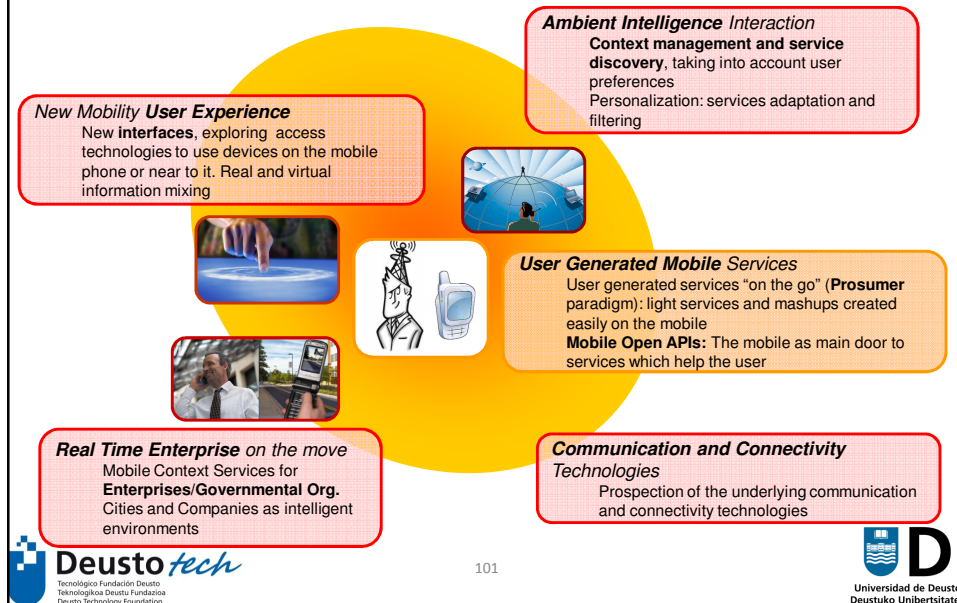 Ambient Intelligence Interaction
Context management and service
discovery, taking into account user
preferences
Personalization: services adaptation and
filtering
New Mobility User Experience
New interfaces, exploring access
technologies to use devices on the mobile
phone or near to it. Real and virtual
information mixing
User Generated Mobile Services
User generated services “on the go” (Prosumer
paradigm): light services and mashups created
easily on the mobile
Mobile Open APIs: The mobile as main door to
services which help the user
Real Time Enterprise on the move
Mobile Context Services for
Enterprises/Governmental Org.
Cities and Companies as intelligent
environments
Communication and Connectivity
Technologies
Prospection of the underlying communication
and connectivity technologies
Deusto tech
Tecnológico Fundación Deusto
Teknologikoa Deustu Fundazioa
Deusto Technology Foundation
101
D
Universidad de Deusto
Deustuko Unibertsitatea